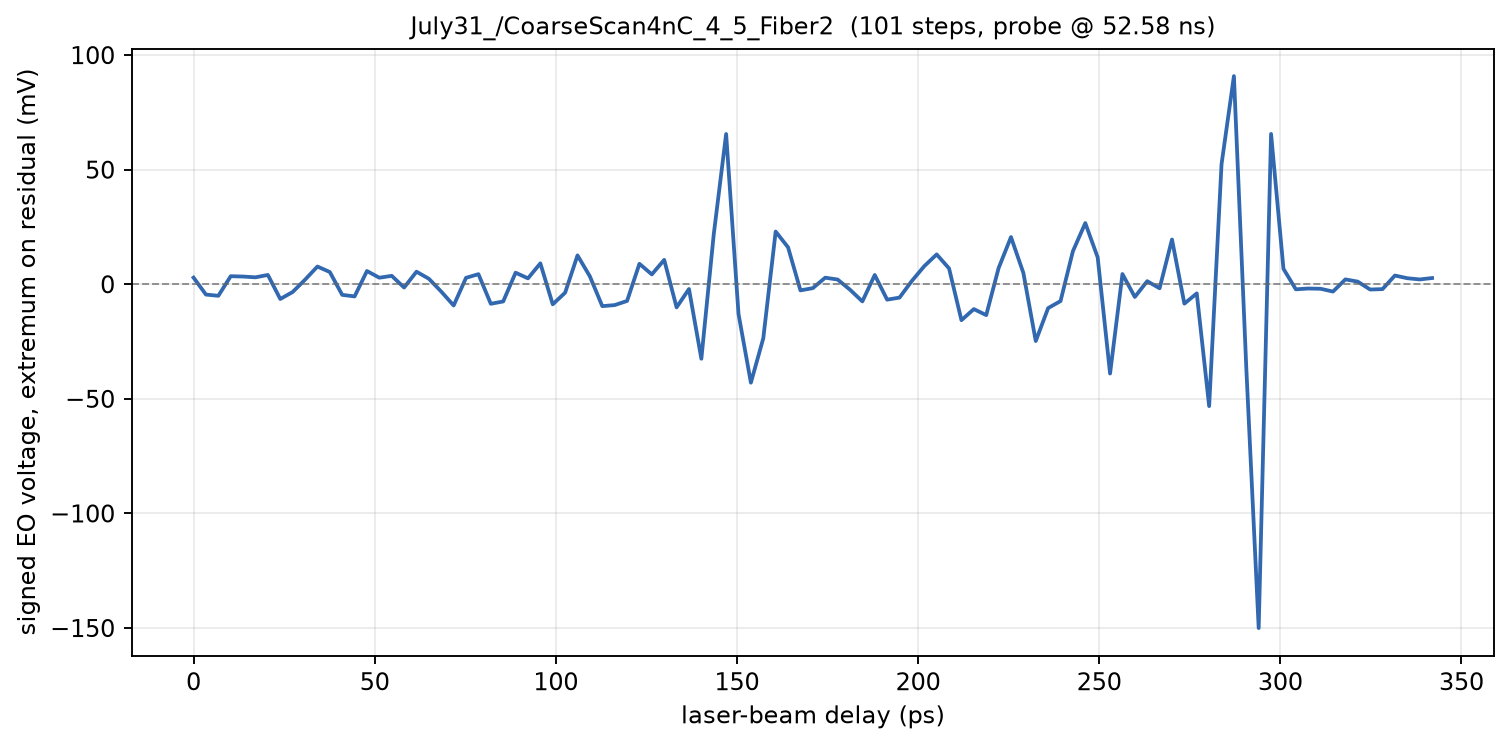 July31_/CoarseScan4nC_4_5_Fiber2 (101 steps, probe @ 52.58 ns)
signed EO voltage, extremum on residual (mV)
100
50
0
−50
−100
−150
0 50 100 150 200 250 300 350
laser-beam delay (ps)